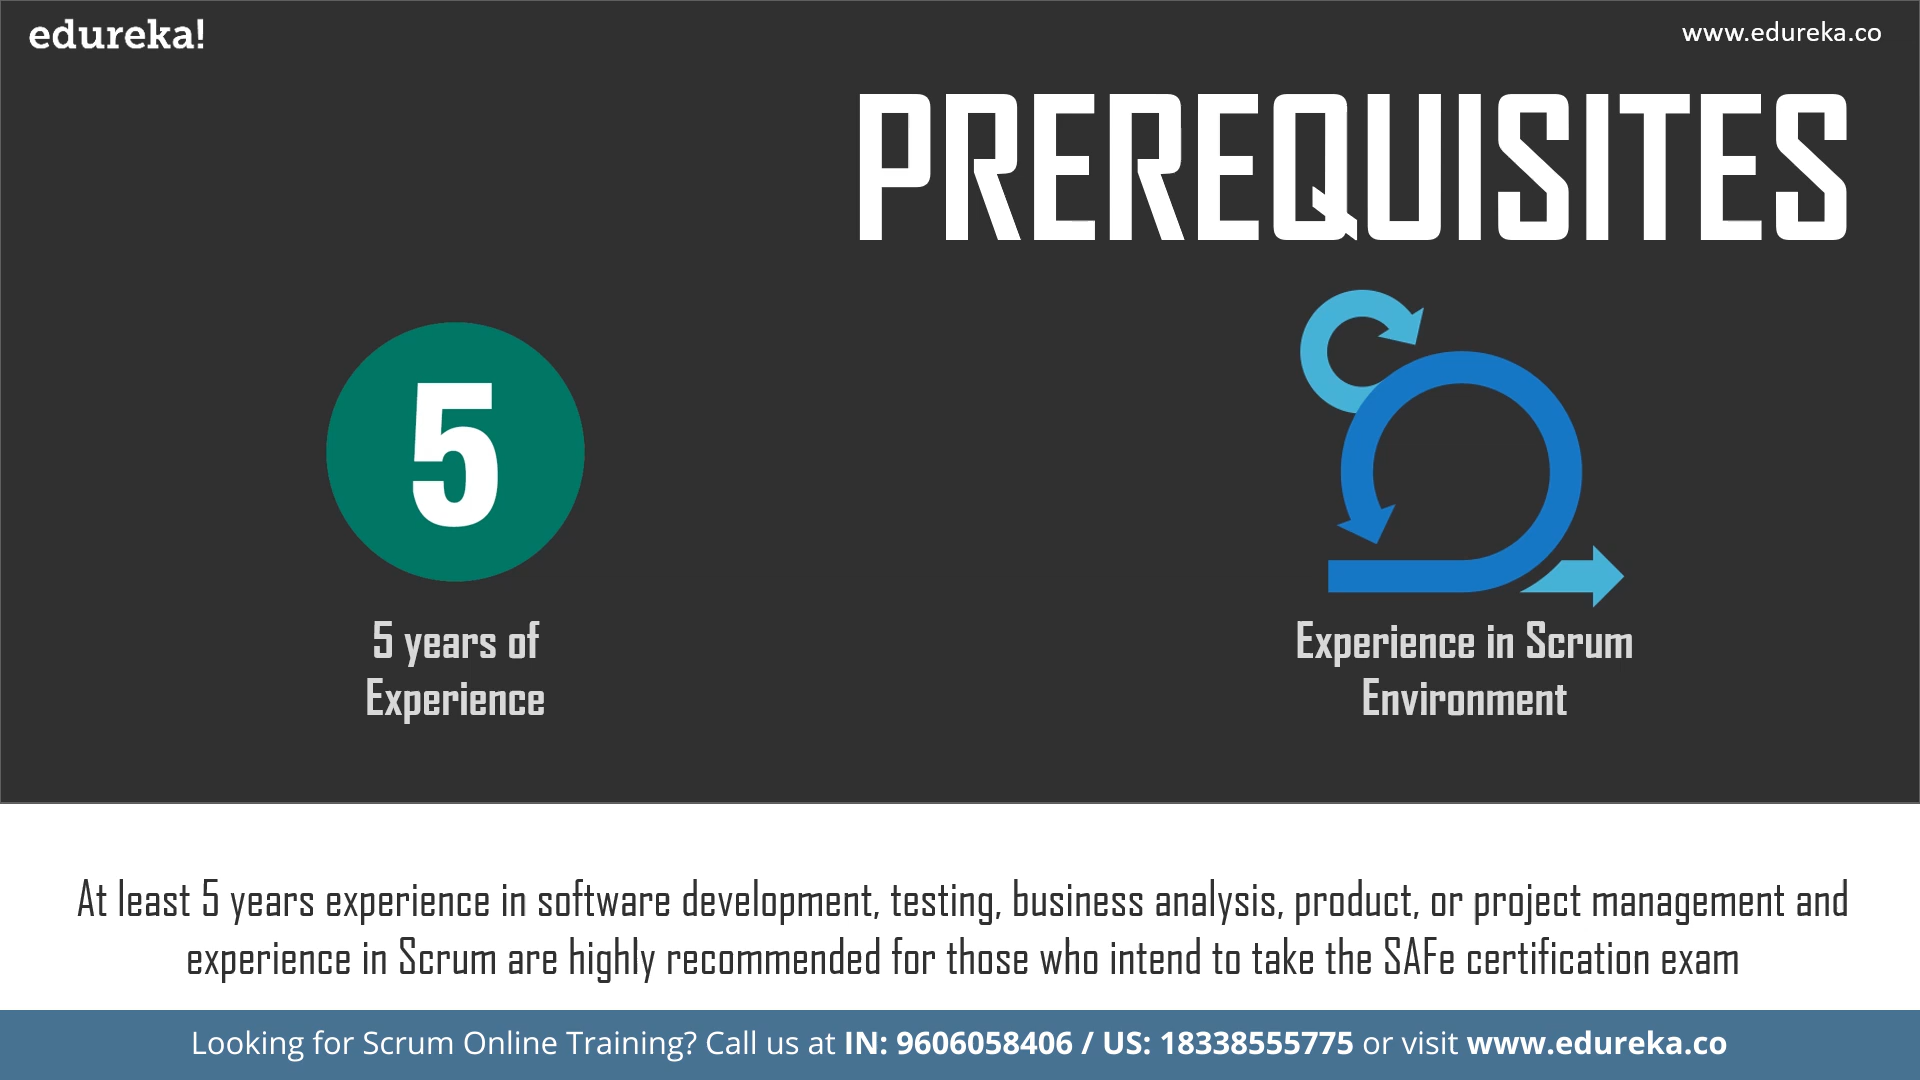 edureka!
www.edureka.co
PREREQUISITES
5
5 years of
Experience
Experience in Scrum
Environment
At least 5 years experience in software development, testing, business analysis, product, or project management and
experience in Scrum are highly recommended for those who intend to take the SAFe certification exam
Looking for Scrum Online Training? Call us at IN: 9606058406 / US: 18338555775 or visit www.edureka.co